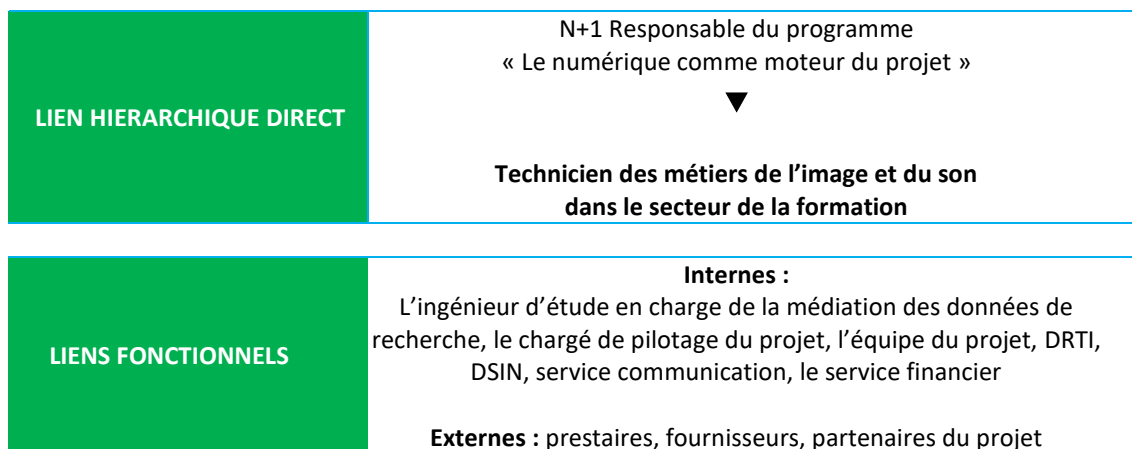 LIEN HIERARCHIQUE DIRECT
N+1 Responsable du programme
« Le numérique comme moteur du projet »
▼
Technicien des métiers de l’image et du son
dans le secteur de la formation
LIENS FONCTIONNELS
Internes :
L’ingénieur d’étude en charge de la médiation des données de
recherche, le chargé de pilotage du projet, l’équipe du projet, DRTI,
DSIN, service communication, le service financier
Externes : prestaires, fournisseurs, partenaires du projet